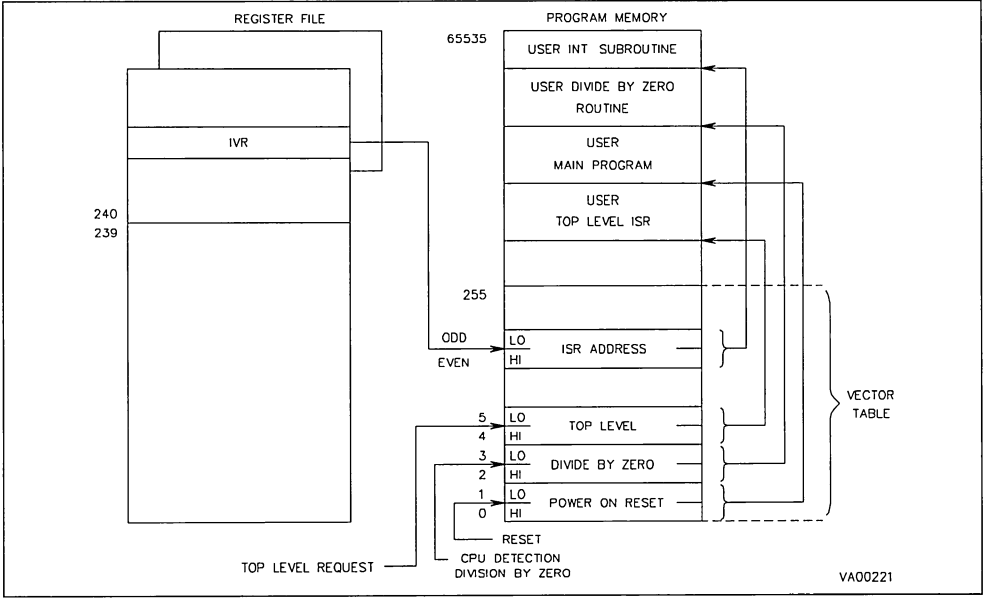 REGISTER FILE
PROGRAM MEMORY
65535
USER INT SUBROUTINE
USER DIVIDE BY ZERO
ROUTINE
IVR
USER
MAIN PROGRAM
240
239
USER
TOP LEVEL ISR
255
ODD
EVEN
LO
HI
ISR ADDRESS
VECTOR
TABLE
5
4
LO
HI
TOP LEVEL
3
2
LO
HI
DIVIDE BY ZERO
1
0
LO
HI
POWER ON RESET
RESET
CPU DETECTION
DIVISION BY ZERO
TOP LEVEL REQUEST
VA00221